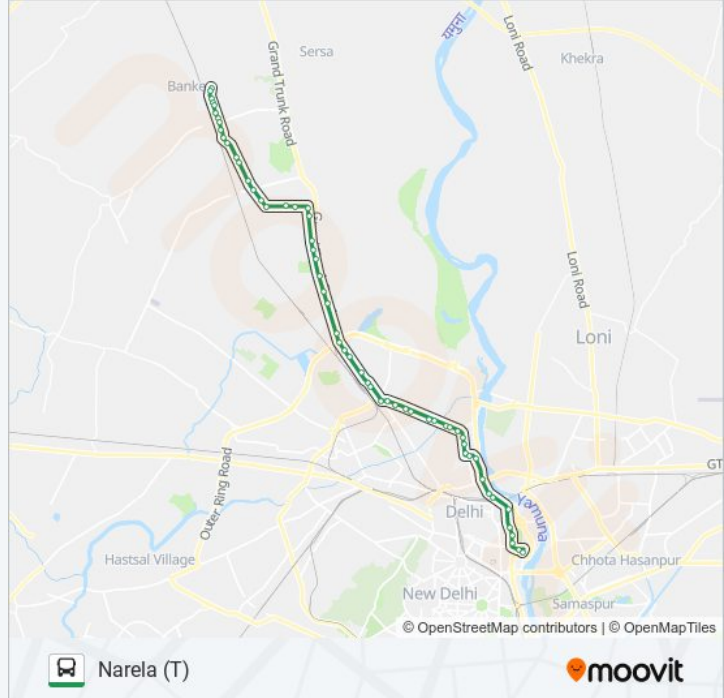 Loni Road
यमुना
Sersa
Khekra
Grand Trunk Road
Banke
G
Loni Road
Loni
Outer Ring Road
GT
Yamuna
Delhi
Hastsal Village
Chhota Hasanpur
New Delhi
Samaspur
© OpenStreetMap contributors | © OpenMapTiles
Narela (T)
moovit